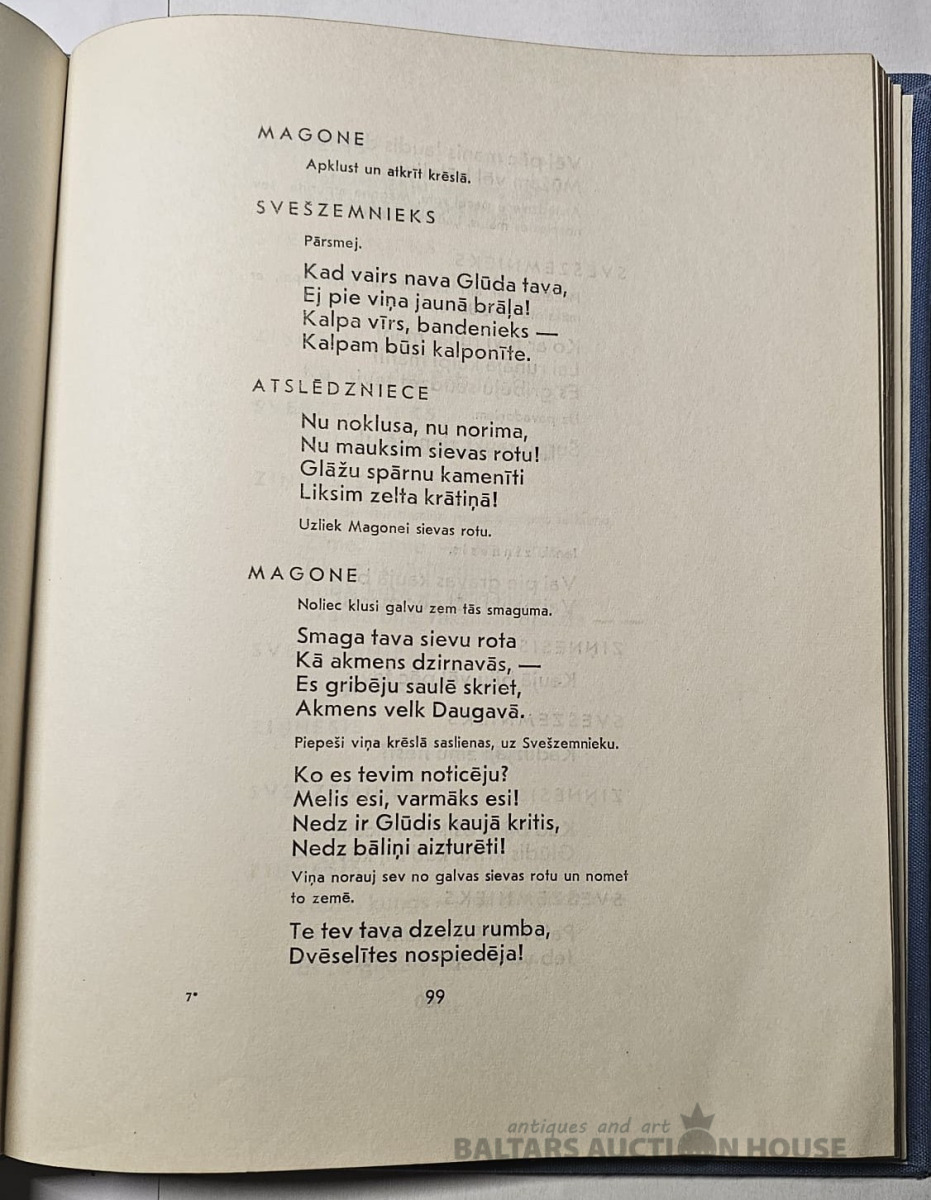 MAGONE
Apklust un atkrīt krēslā.
SVEŠZEMNIEKS
Pārsmej.
Kad vairs nava Glūda tava,
Ej pie viņa jaunā brāļa!
Kalpa vīrs, bandenieks —
Kalpam būsi kalponīte.
ATSLĒDZNIECE
Nu noklusa, nu norima,
Nu mauksim sievas rotu!
Glāžu spārnu kamenīti
Liksim zelta krātiņā!
Uzliek Magonei sievas rotu.
MAGONE
Noliec klusi galvu zem tās smaguma.
Smaga tava sievu rota
Kā akmens dzirnavās, —
Es gribēju saulē skriet,
Akmens velk Daugavā.
Piepeši viņa krēslā saslienas, uz Svešzemnieku.
Ko es tevim noticēju?
Melis esi, varmāks esi!
Nedz ir Glūdis kaujā kritis,
Nedz bāliņi aizturēti!
Viņa norauj sev no galvas sievas rotu un nomet
to zemē.
Te tev tava dzelzu rumba,
Dvēselītes nospiedēja!
7*
99
antiques and art
BALTARS AUCTION HOUSE